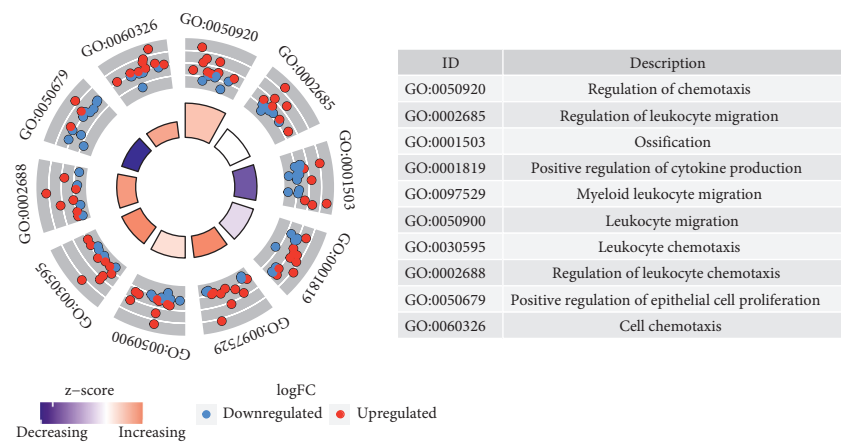 GO:0050920
GO:0002685
GO:0001503
GO:0001819
GO:0097529
GO:0050900
GO:0030595
GO:0002688
GO:0050679
GO:0060326
z−score
Decreasing Increasing
logFC
Downregulated Upregulated
ID Description
GO:0050920 Regulation of chemotaxis
GO:0002685 Regulation of leukocyte migration
GO:0001503 Ossification
GO:0001819 Positive regulation of cytokine production
GO:0097529 Myeloid leukocyte migration
GO:0050900 Leukocyte migration
GO:0030595 Leukocyte chemotaxis
GO:0002688 Regulation of leukocyte chemotaxis
GO:0050679 Positive regulation of epithelial cell proliferation
GO:0060326 Cell chemotaxis